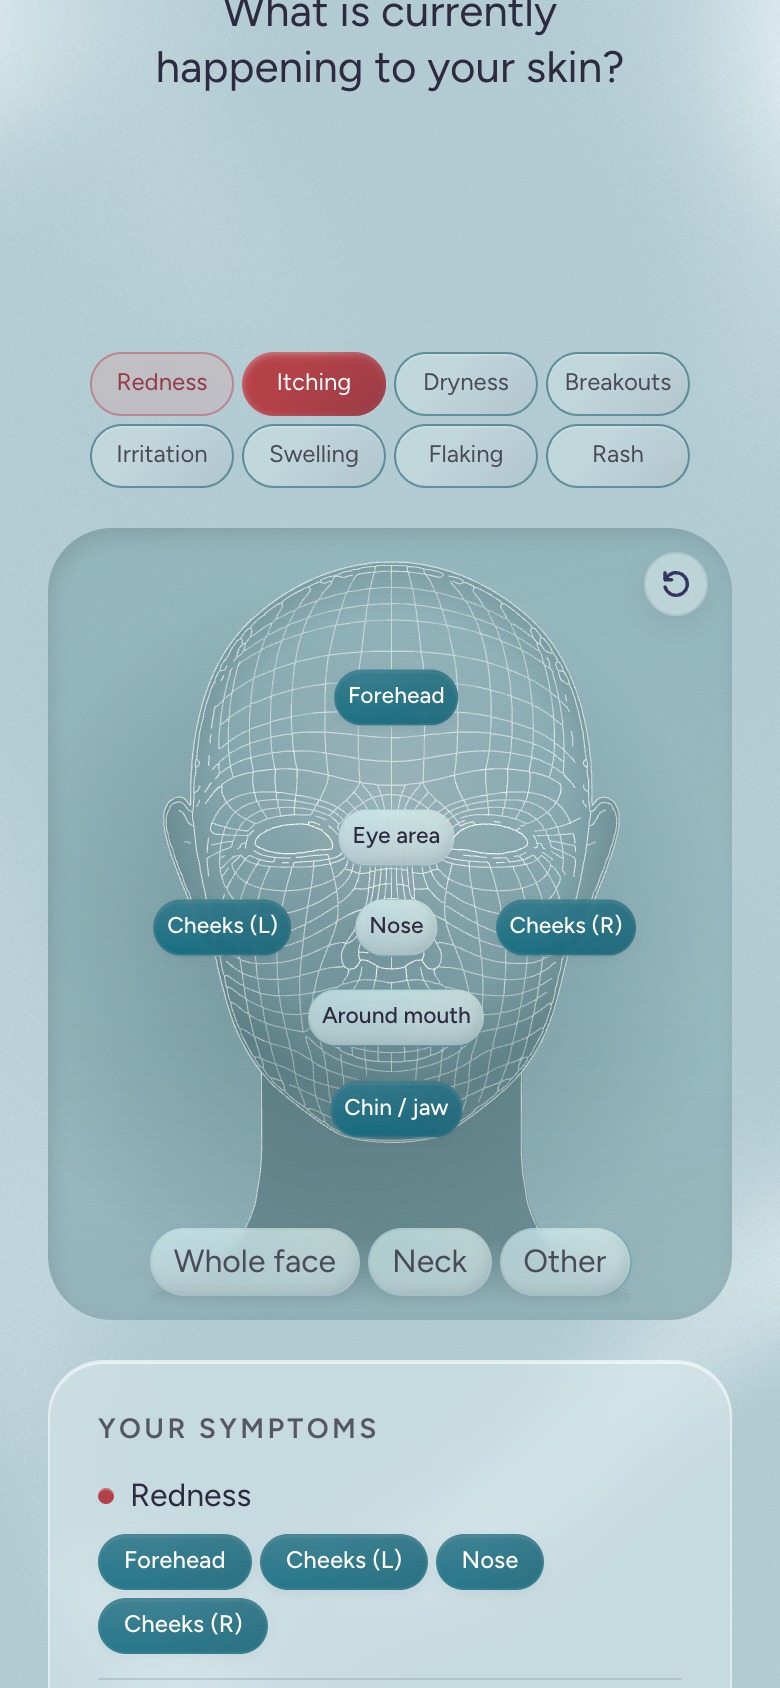 What is currently
happening to your skin?
Redness Itching Dryness Breakouts
Irritation Swelling Flaking Rash
Forehead
Eye area
Cheeks (L) Nose Cheeks (R)
Around mouth
Chin / jaw
Whole face Neck Other
YOUR SYMPTOMS
Redness
Forehead Cheeks (L) Nose
Cheeks (R)